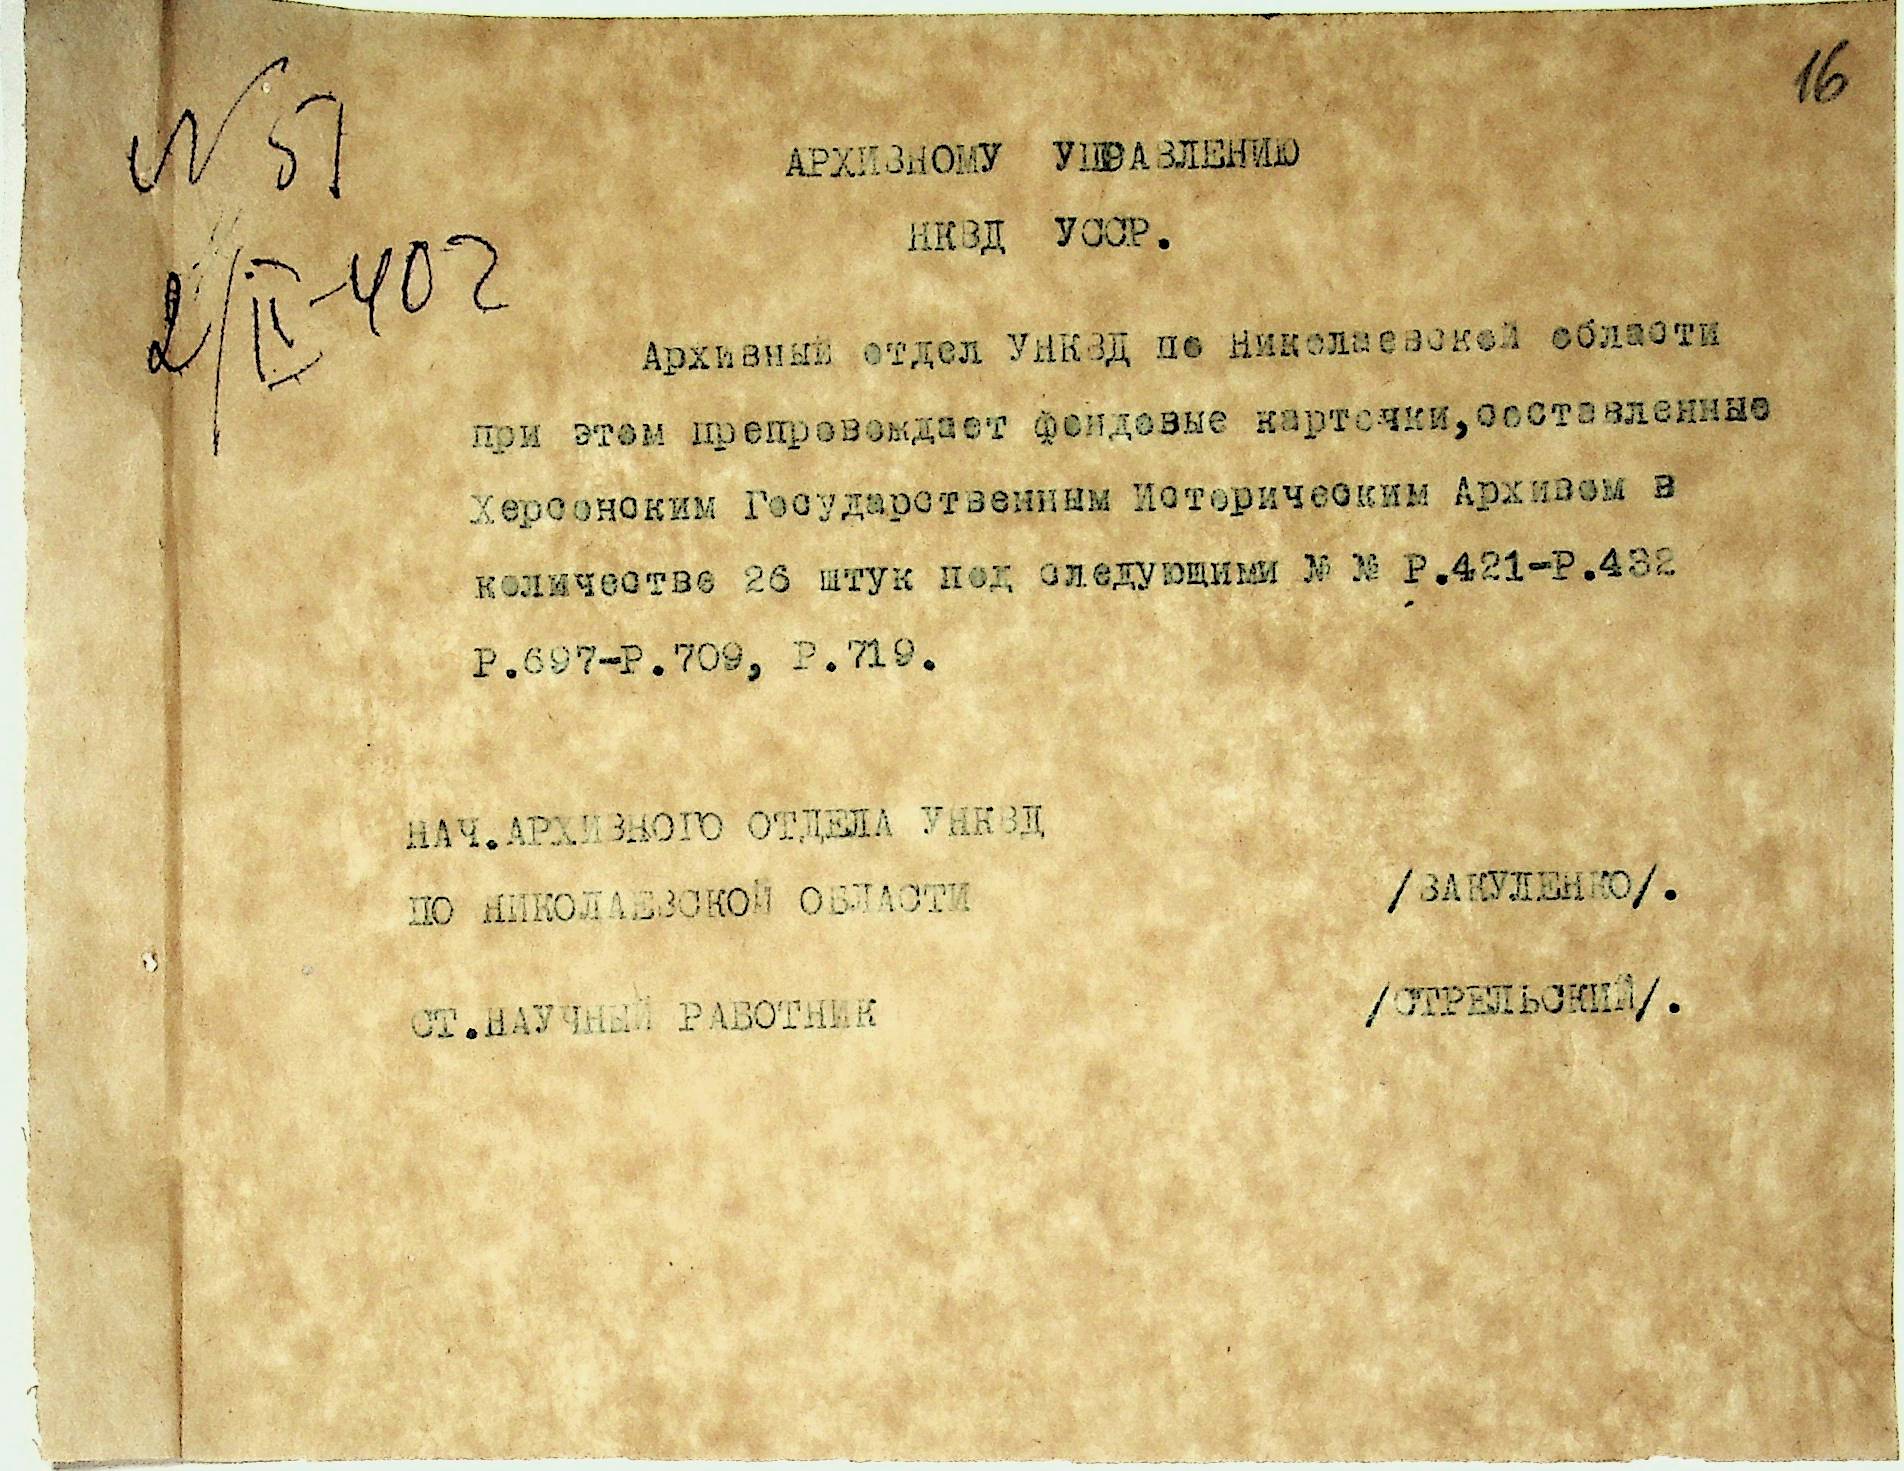 16
№ 51
2/II-40 г
АРХИВНОМУ УПРАВЛЕНИЮ
НКВД УССР.
Архивный отдел УНКВД по Николаевской области
при этом препровождает фондовые карточки,составленные
Херсонским Государственным Историческим Архивом в
количестве 26 штук под следующими № № Р.421-Р.432
Р.697-Р.709, Р.719.
НАЧ.АРХИВНОГО ОТДЕЛА УНКВД
ПО НИКОЛАЕВСКОЙ ОБЛАСТИ
/ЗАКУЛЕНКО/.
СТ.НАУЧНЫЙ РАБОТНИК
/СТРЕЛЬСКИЙ/.